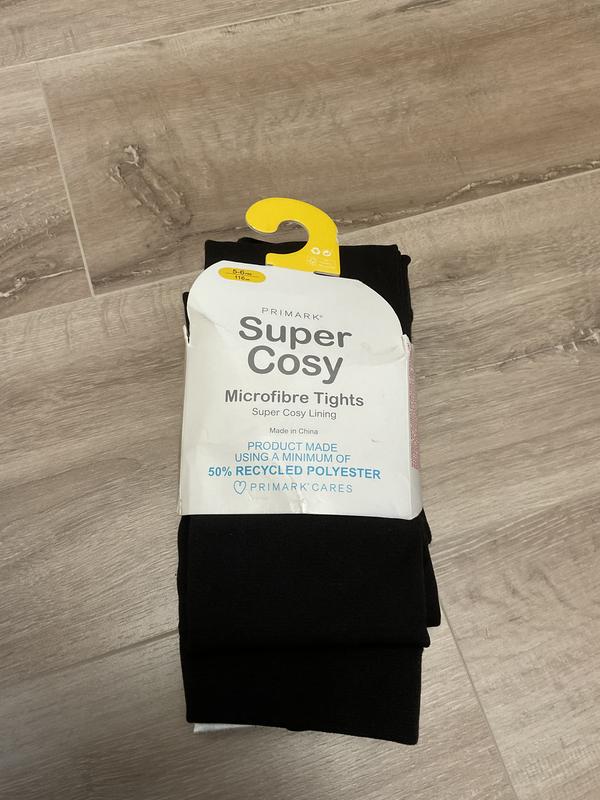 5-6
116
PRIMARK®
Super
Cosy
Microfibre Tights
Super Cosy Lining
Made in China
PRODUCT MADE
USING A MINIMUM OF
50% RECYCLED POLYESTER
PRIMARK® CARES